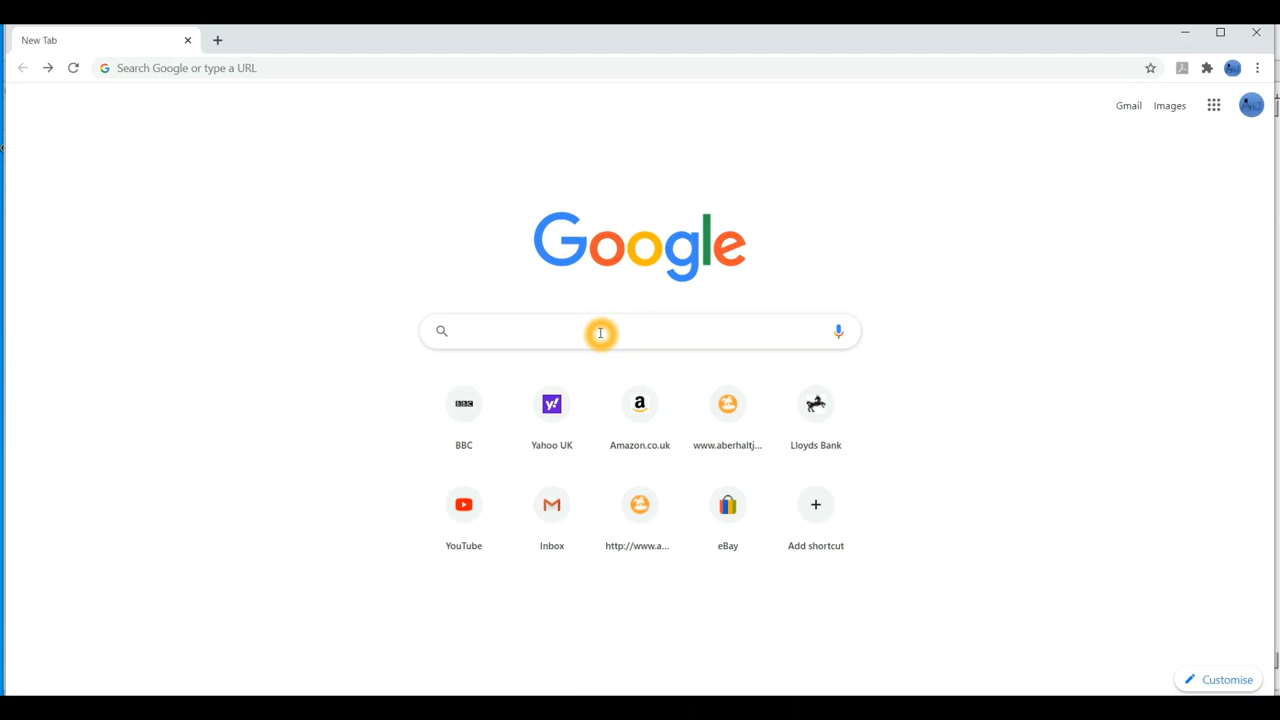 New Tab
Search Google or type a URL
Gmail Images
Google
BBC Yahoo UK Amazon.co.uk www.aberhaltj... Lloyds Bank
YouTube Inbox http://www.a... eBay Add shortcut
Customise